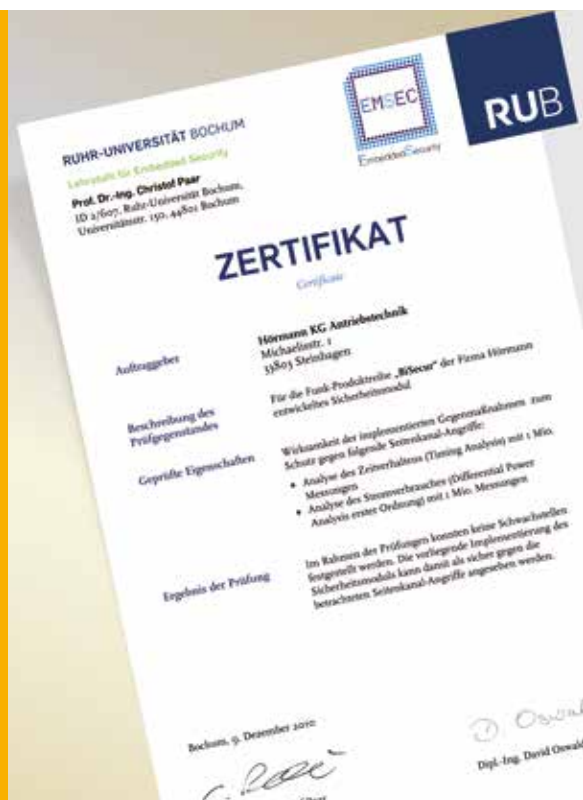 RUHR-UNIVERSITÄT BOCHUM
Lehrstuhl für Embedded Security
Prof. Dr.-Ing. Christof Paar
ID 2/607, Ruhr-Universität Bochum,
Universitätsstr. 150, 44801 Bochum
EMSEC
Embedded Security
RUB
ZERTIFIKAT
Certificate
Auftraggeber
Hörmann KG Antriebstechnik
Michaelisstr. 1
33803 Steinhagen
Beschreibung des
Prüfgegenstandes
Für die Funk-Produktreihe „BiSecur" der Firma Hörmann
entwickeltes Sicherheitsmodul
Geprüfte Eigenschaften
Wirksamkeit der implementierten Gegenmaßnahmen zum
Schutz gegen folgende Seitenkanal-Angriffe:
• Analyse des Zeitverhaltens (Timing Analysis) mit 1 Mio.
Messungen
• Analyse des Stromverbrauches (Differential Power
Analysis erster Ordnung) mit 1 Mio. Messungen
Ergebnis der Prüfung
Im Rahmen der Prüfungen konnten keine Schwachstellen
festgestellt werden. Die vorliegende Implementierung des
Sicherheitsmoduls kann damit als sicher gegen die
betrachteten Seitenkanal-Angriffe angesehen werden.
Bochum, 9. Dezember 2010
D. Oswald
Dipl.-Ing. David Oswald